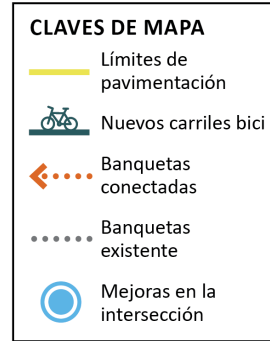 CLAVES DE MAPA
Límites de
pavimentación
Nuevos carriles bici
Banquetas
conectadas
Banquetas
existente
Mejoras en la
intersección